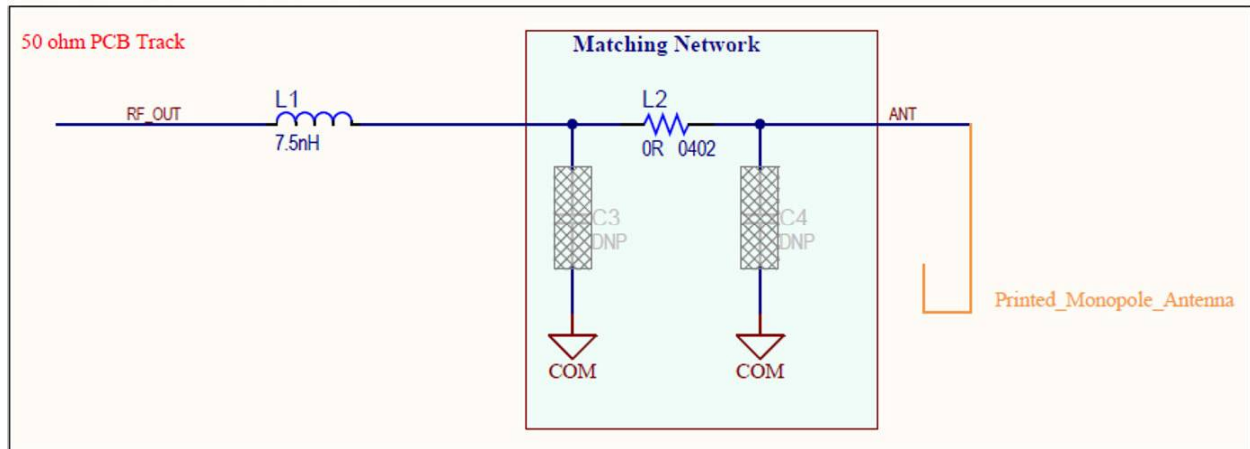 50 ohm PCB Track
Matching Network
RF_OUT
L1
7.5nH
L2
0R 0402
ANT
C3
DNP
C4
DNP
Printed_Monopole_Antenna
COM
COM